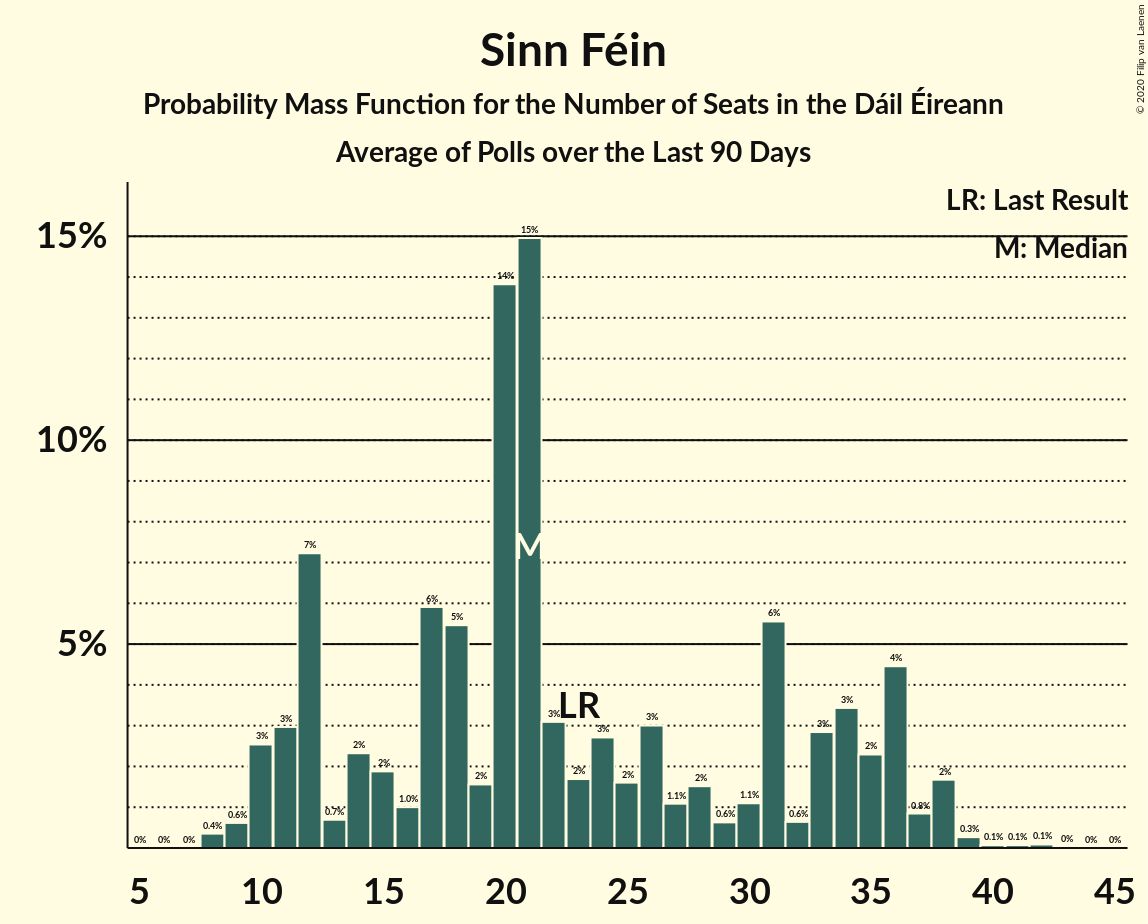 © 2020 Filip van Laenen
Sinn Féin
Probability Mass Function for the Number of Seats in the Dáil Éireann
Average of Polls over the Last 90 Days
LR: Last Result
M: Median
15%
10%
5%
0% 0% 0% 0.4% 0.6% 3% 3% 7% 0.7% 2% 2% 1.0% 6% 5% 2% 14% 15% 3% 2% 3% 2% 3% 1.1% 2% 0.6% 1.1% 6% 0.6% 3% 3% 2% 4% 0.8% 2% 0.3% 0.1% 0.1% 0.1% 0% 0% 0%
M
LR
5 10 15 20 25 30 35 40 45